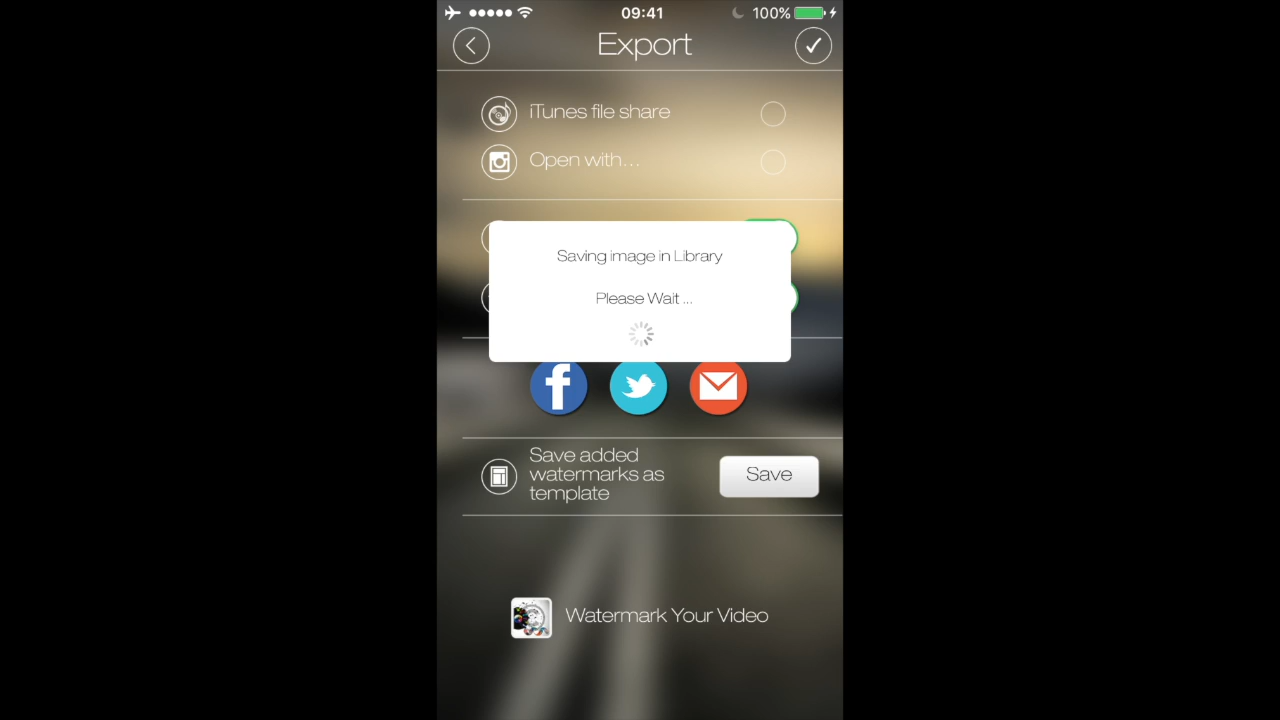 09:41
100%
Export
iTunes file share
Open with...
Saving image in Library
Please Wait ...
Save added
watermarks as
template
Save
Watermark Your Video